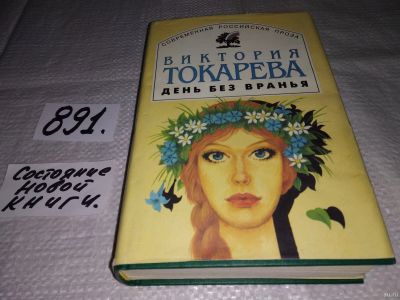 СОВРЕМЕННАЯ РОССИЙСКАЯ ПРОЗА
ВИКТОРИЯ
ТОКАРЕВА
ДЕНЬ БЕЗ ВРАНЬЯ
891.
Состояние
новой
книги.